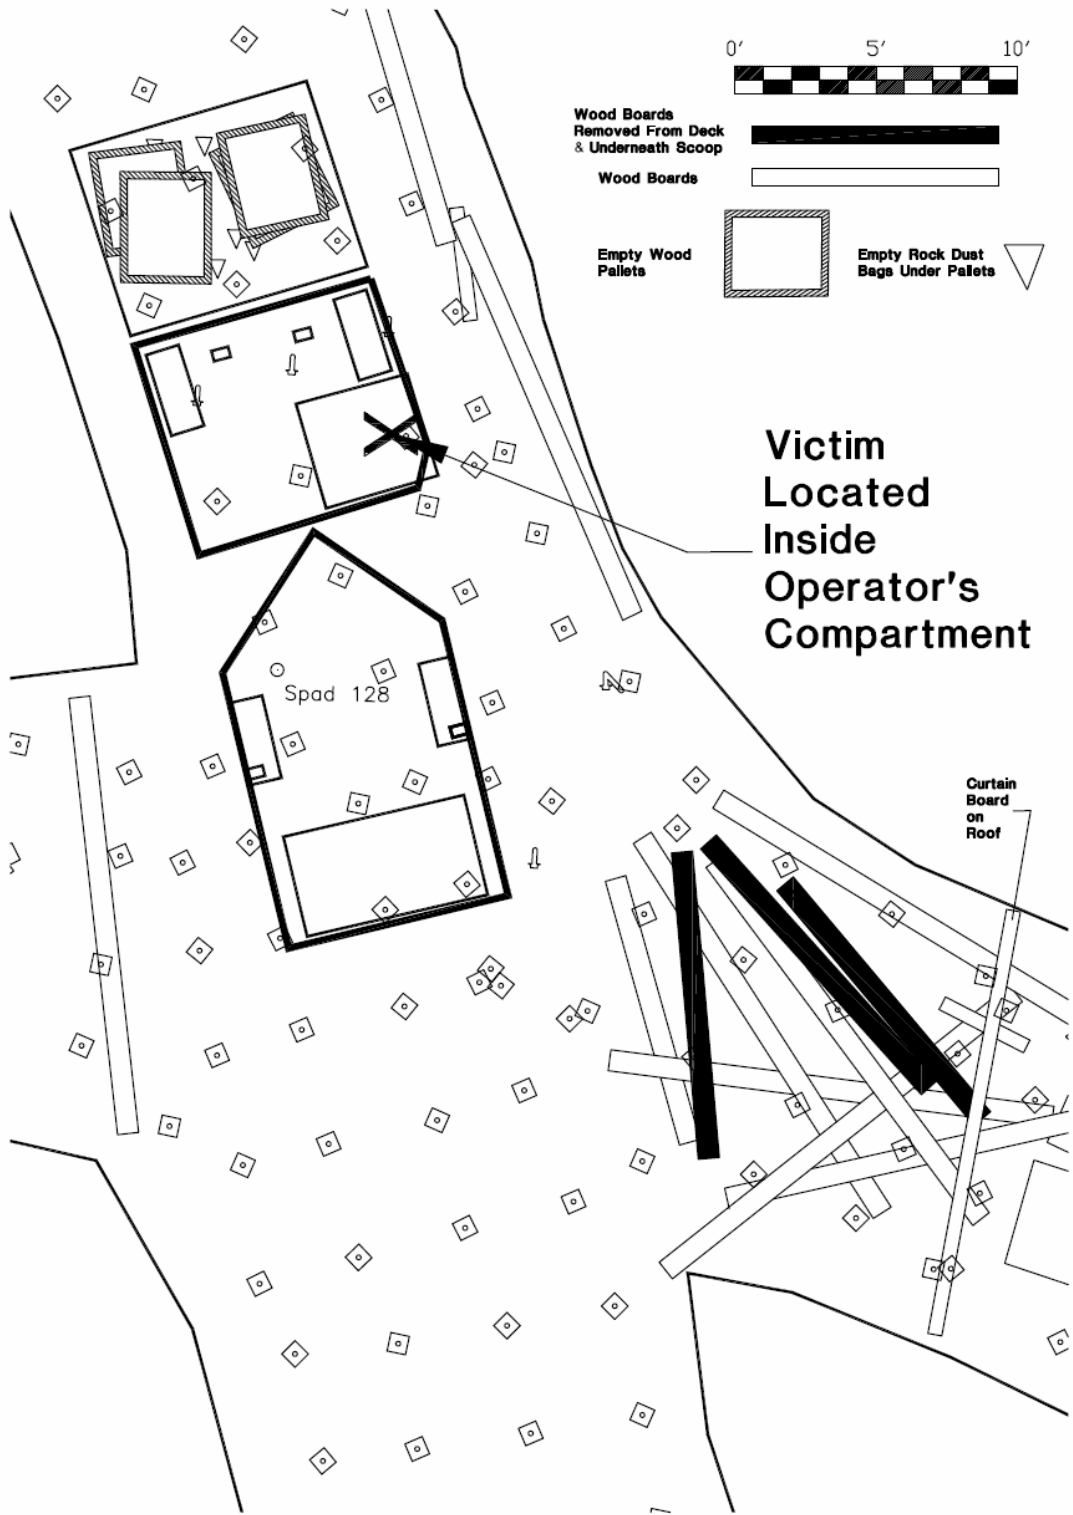 0' 5' 10'
Wood Boards
Removed From Deck
& Underneath Scoop
Wood Boards
Empty Wood
Pallets
Empty Rock Dust
Bags Under Pallets
Victim
Located
Inside
Operator's
Compartment
Spad 128
Curtain
Board
on
Roof